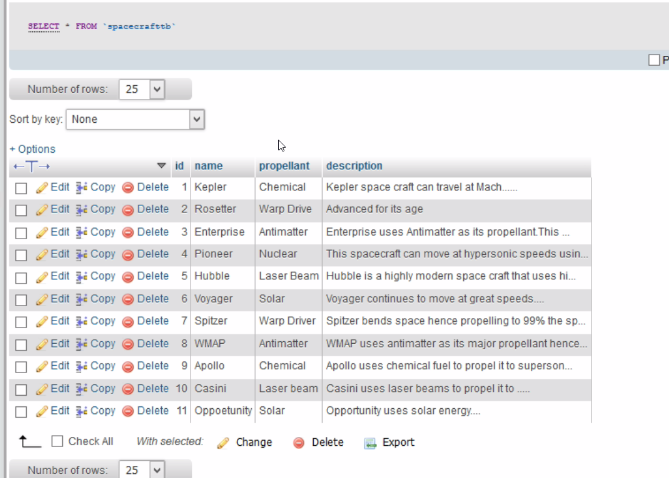 SELECT * FROM `spacecrafttb`
P
Number of rows: 25
Sort by key: None
+ Options
←T→ id name propellant description
Edit Copy Delete 1 Kepler Chemical Kepler space craft can travel at Mach......
Edit Copy Delete 2 Rosetter Warp Drive Advanced for its age
Edit Copy Delete 3 Enterprise Antimatter Enterprise uses Antimatter as its propellant.This ...
Edit Copy Delete 4 Pioneer Nuclear This spacecraft can move at hypersonic speeds usin...
Edit Copy Delete 5 Hubble Laser Beam Hubble is a highly modern space craft that uses hi...
Edit Copy Delete 6 Voyager Solar Voyager continues to move at great speeds....
Edit Copy Delete 7 Spitzer Warp Driver Spitzer bends space hence propelling to 99% the sp...
Edit Copy Delete 8 WMAP Antimatter WMAP uses antimatter as its major propellant hence...
Edit Copy Delete 9 Apollo Chemical Apollo uses chemical fuel to propel it to superson...
Edit Copy Delete 10 Casini Laser beam Casini uses laser beams to propel it to .....
Edit Copy Delete 11 Oppoetunity Solar Opportunity uses solar energy....
Check All With selected: Change Delete Export
Number of rows: 25